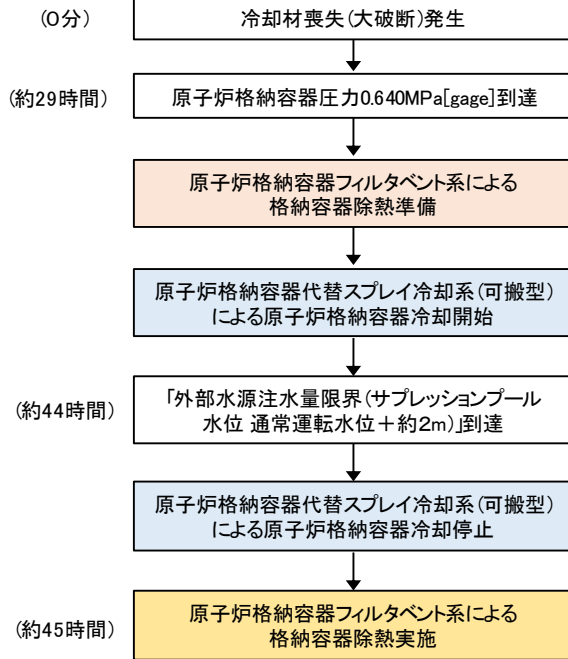 (0分)
冷却材喪失(大破断)発生
(約29時間)
原子炉格納容器圧力0.640MPa[gage]到達
原子炉格納容器フィルタベント系による
格納容器除熱準備
原子炉格納容器代替スプレイ冷却系(可搬型)
による原子炉格納容器冷却開始
(約44時間)
「外部水源注水量限界(サプレッションプール
水位 通常運転水位＋約2m)」到達
原子炉格納容器代替スプレイ冷却系(可搬型)
による原子炉格納容器冷却停止
(約45時間)
原子炉格納容器フィルタベント系による
格納容器除熱実施